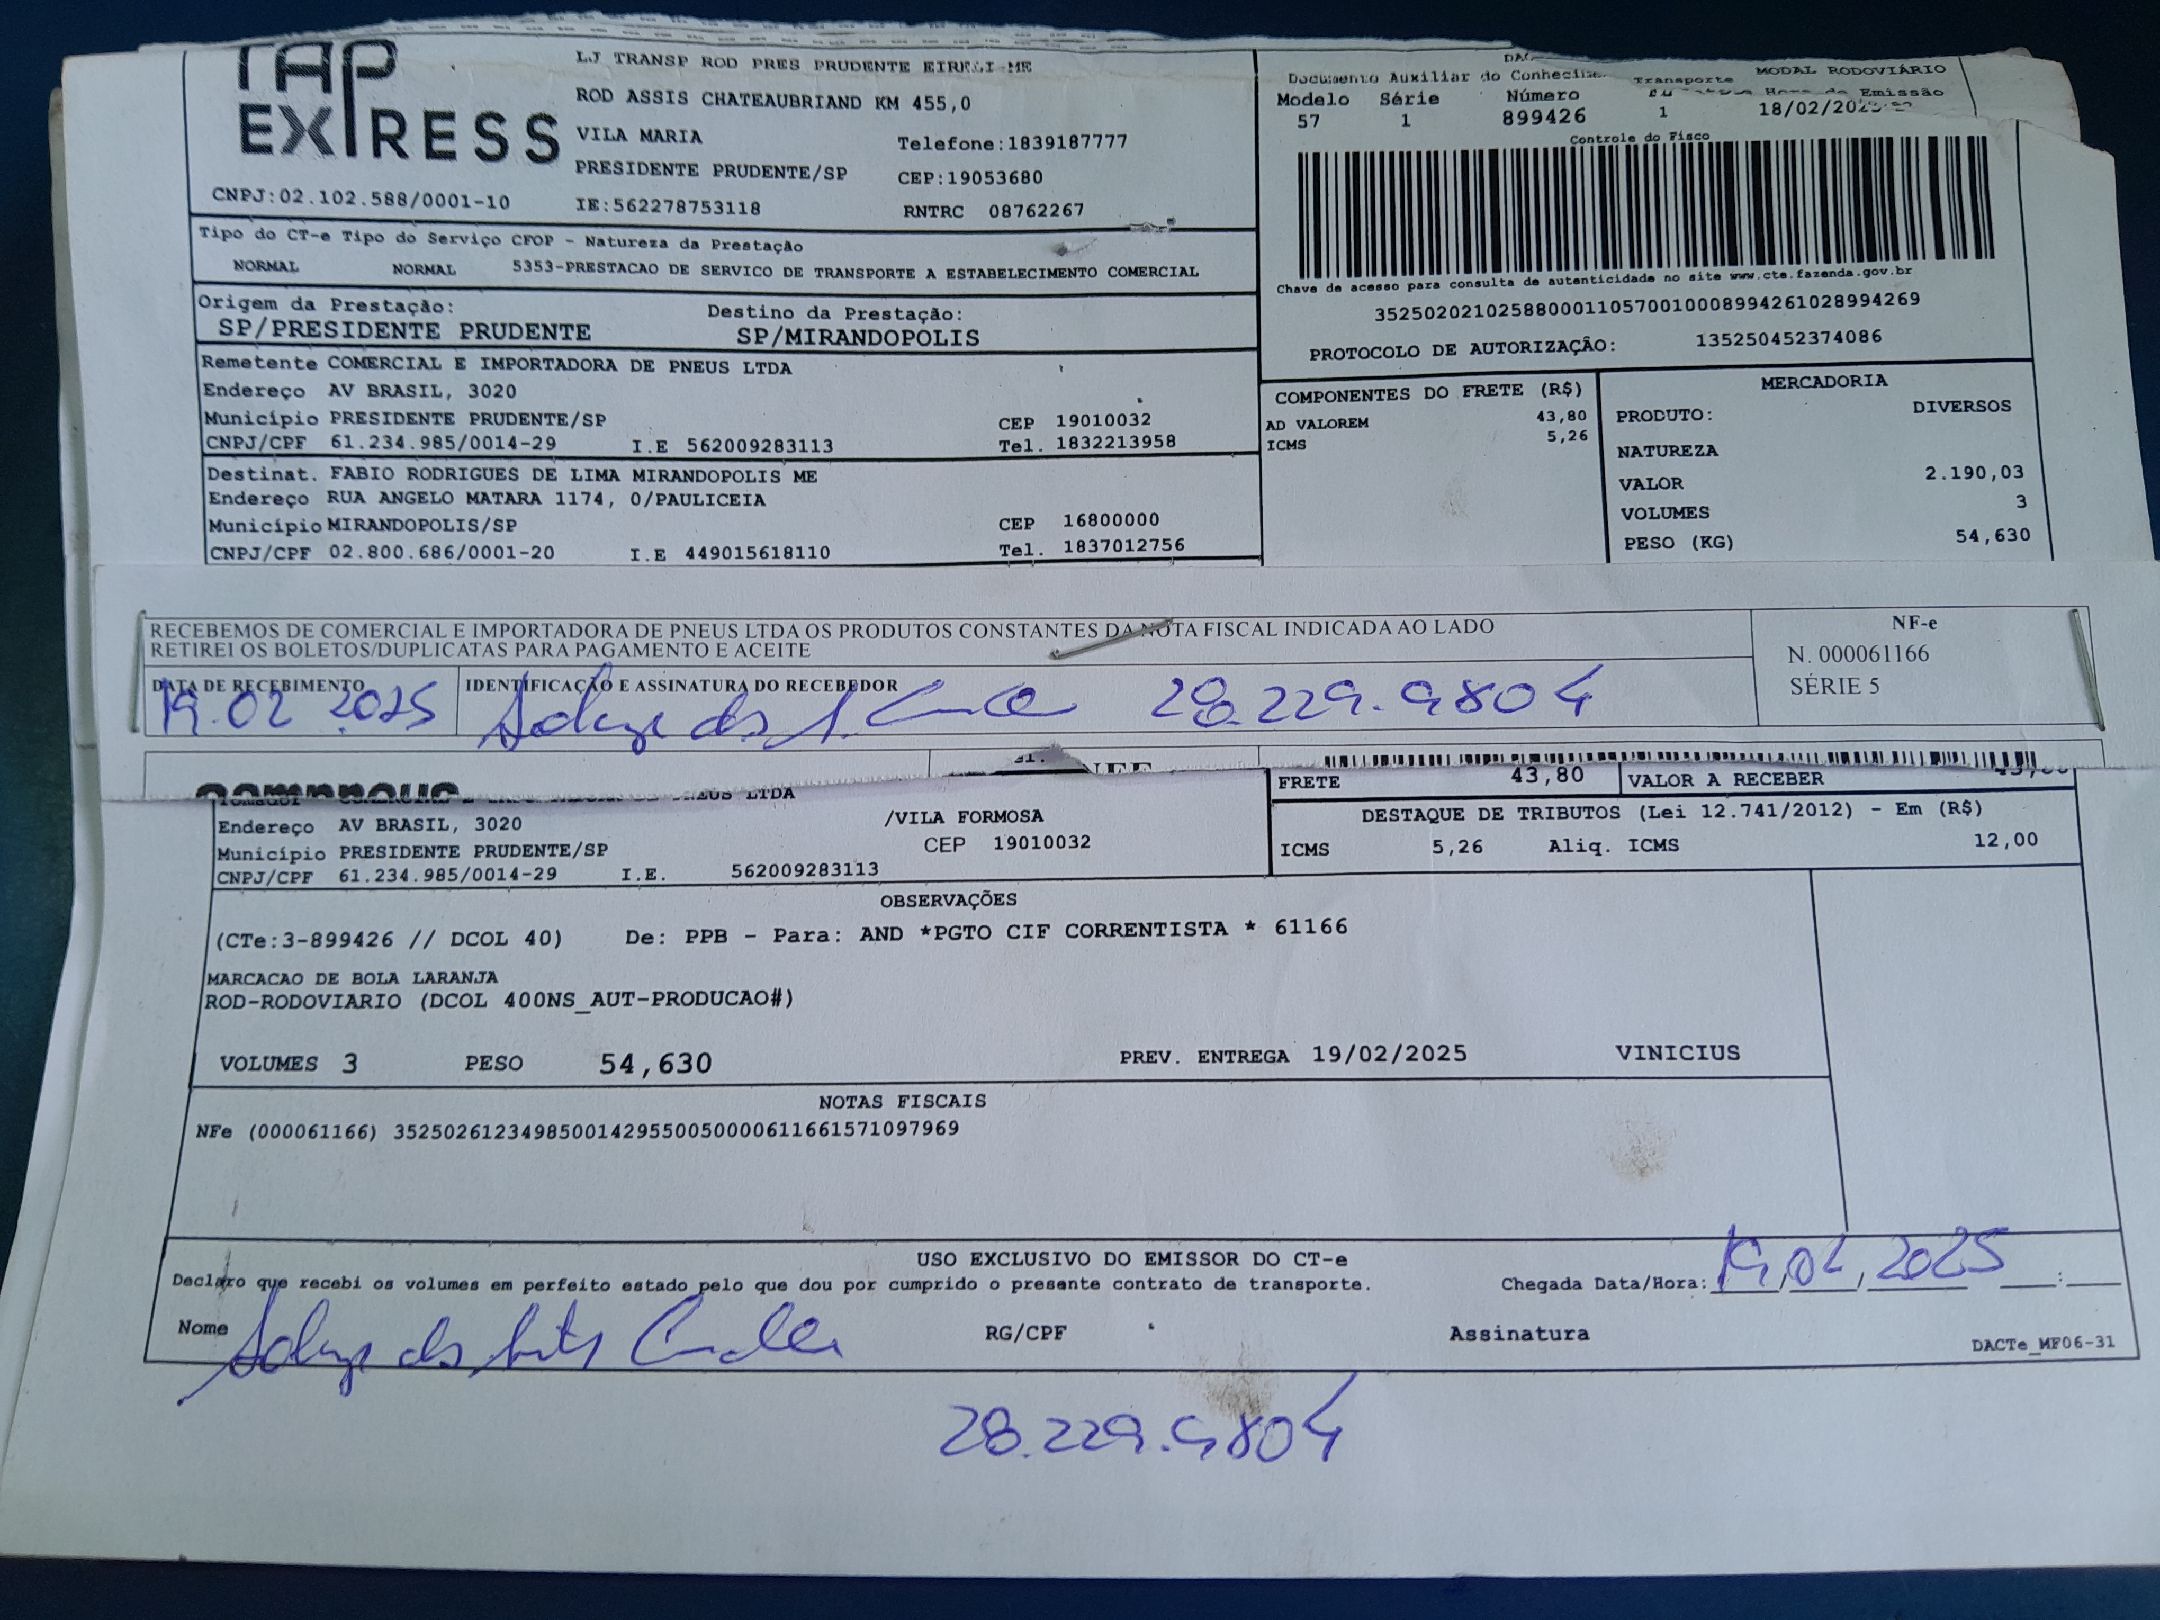 TAP
EXPRESS
LJ TRANSP ROD PRES PRUDENTE EIRELI-ME
ROD ASSIS CHATEAUBRIAND KM 455,0
VILA MARIA
Telefone:1839187777
PRESIDENTE PRUDENTE/SP
CEP:19053680
CNPJ:02.102.588/0001-10
IE:562278753118
RNTRC 08762267
Documento Auxiliar do Transporte
MODAL RODOVIÁRIO
Modelo Série Número Hora de Emissão
57 1 899426 1 18/02/2025
Controle do Fisco
Chave de acesso para consulta de autenticidade no site www.cte.fazenda.gov.br
35250202102588000110570010008994261028994269
PROTOCOLO DE AUTORIZAÇÃO: 135250452374086
Tipo do CT-e Tipo do Serviço CFOP - Natureza da Prestação
NORMAL NORMAL 5353-PRESTACAO DE SERVICO DE TRANSPORTE A ESTABELECIMENTO COMERCIAL
Origem da Prestação: Destino da Prestação:
SP/PRESIDENTE PRUDENTE SP/MIRANDOPOLIS
Remetente COMERCIAL E IMPORTADORA DE PNEUS LTDA
Endereço AV BRASIL, 3020
Município PRESIDENTE PRUDENTE/SP CEP 19010032
CNPJ/CPF 61.234.985/0014-29 I.E 562009283113 Tel. 1832213958
Destinat. FABIO RODRIGUES DE LIMA MIRANDOPOLIS ME
Endereço RUA ANGELO MATARA 1174, 0/PAULICEIA
Município MIRANDOPOLIS/SP CEP 16800000
CNPJ/CPF 02.800.686/0001-20 I.E 449015618110 Tel. 1837012756
COMPONENTES DO FRETE (R$)
AD VALOREM 43,80
ICMS 5,26
MERCADORIA
PRODUTO: DIVERSOS
NATUREZA
VALOR 2.190,03
VOLUMES 3
PESO (KG) 54,630
RECEBEMOS DE COMERCIAL E IMPORTADORA DE PNEUS LTDA OS PRODUTOS CONSTANTES DA NOTA FISCAL INDICADA AO LADO
RETIREI OS BOLETOS/DUPLICATAS PARA PAGAMENTO E ACEITE
NF-e
N. 000061166
SÉRIE 5
DATA DE RECEBIMENTO IDENTIFICAÇÃO E ASSINATURA DO RECEBEDOR
19.02.2025 28.229.9804
PNEUS LTDA
Endereço AV BRASIL, 3020 /VILA FORMOSA
Município PRESIDENTE PRUDENTE/SP CEP 19010032
CNPJ/CPF 61.234.985/0014-29 I.E. 562009283113
FRETE 43,80 VALOR A RECEBER
DESTAQUE DE TRIBUTOS (Lei 12.741/2012) - Em (R$)
ICMS 5,26 Aliq. ICMS 12,00
OBSERVAÇÕES
(CTe:3-899426 // DCOL 40) De: PPB - Para: AND *PGTO CIF CORRENTISTA * 61166
MARCACAO DE BOLA LARANJA
ROD-RODOVIARIO (DCOL 400NS_AUT-PRODUCAO#)
VOLUMES 3 PESO 54,630 PREV. ENTREGA 19/02/2025 VINICIUS
NOTAS FISCAIS
NFe (000061166) 35250261234985001429550050000611661571097969
USO EXCLUSIVO DO EMISSOR DO CT-e
Declaro que recebi os volumes em perfeito estado pelo que dou por cumprido o presente contrato de transporte.
Chegada Data/Hora: 19/02/2025 :
Nome RG/CPF Assinatura
DACTe_MF06-31
28.229.9804